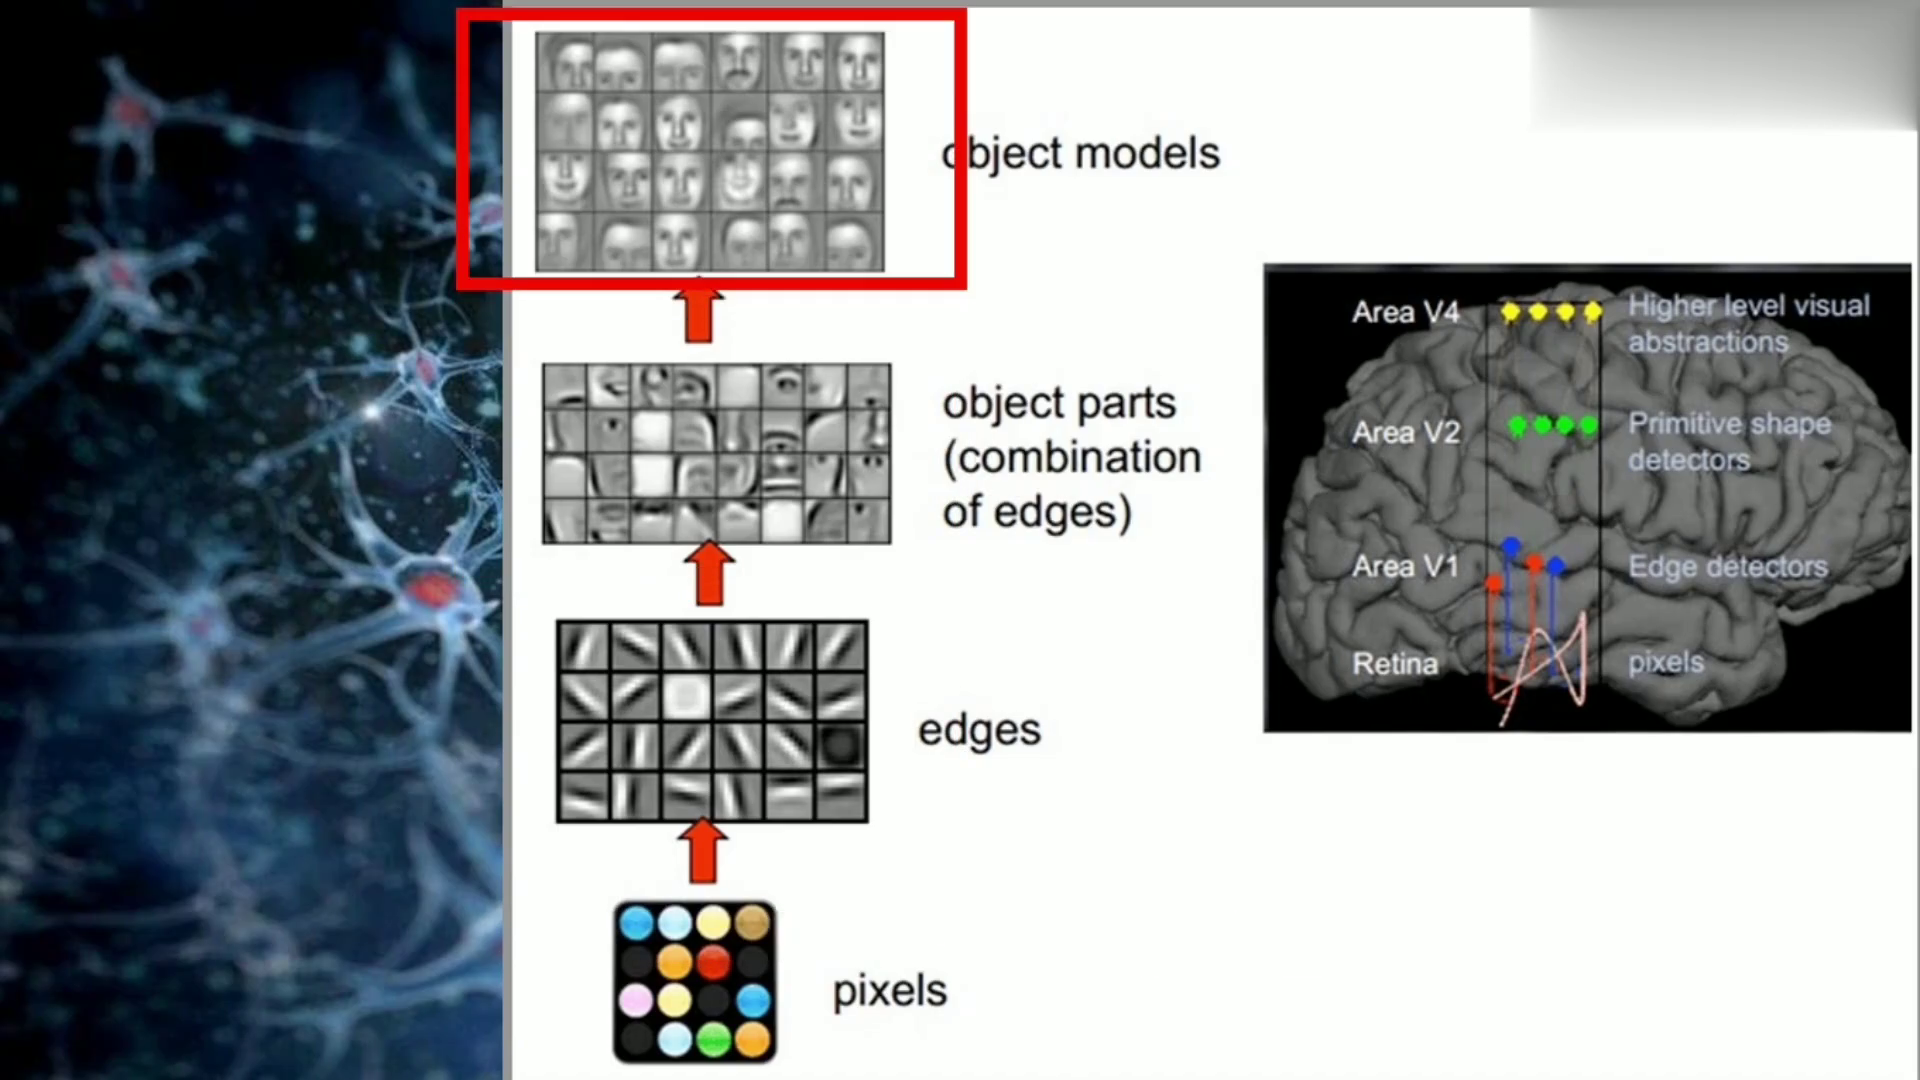 object models
object parts
(combination
of edges)
edges
pixels
Area V4
Higher level visual
abstractions
Area V2
Primitive shape
detectors
Area V1
Edge detectors
Retina
pixels